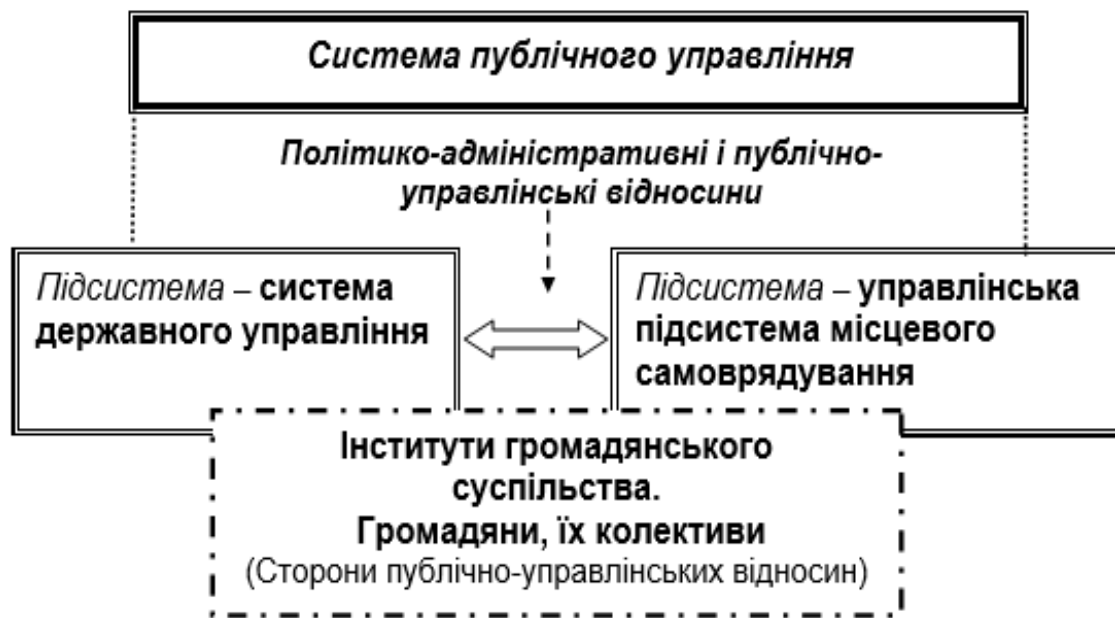 Система публічного управління
Політико-адміністративні і публічно-
управлінські відносини
Підсистема – система
державного управління
Підсистема – управлінська
підсистема місцевого
самоврядування
Інститути громадянського
суспільства.
Громадяни, їх колективи
(Сторони публічно-управлінських відносин)